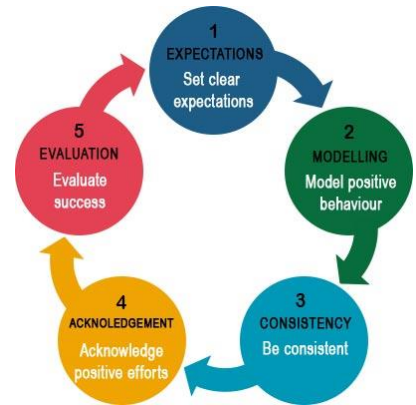 1
EXPECTATIONS
Set clear
expectations
2
MODELLING
Model positive
behaviour
3
CONSISTENCY
Be consistent
4
ACKNOLEDGEMENT
Acknowledge
positive efforts
5
EVALUATION
Evaluate
success